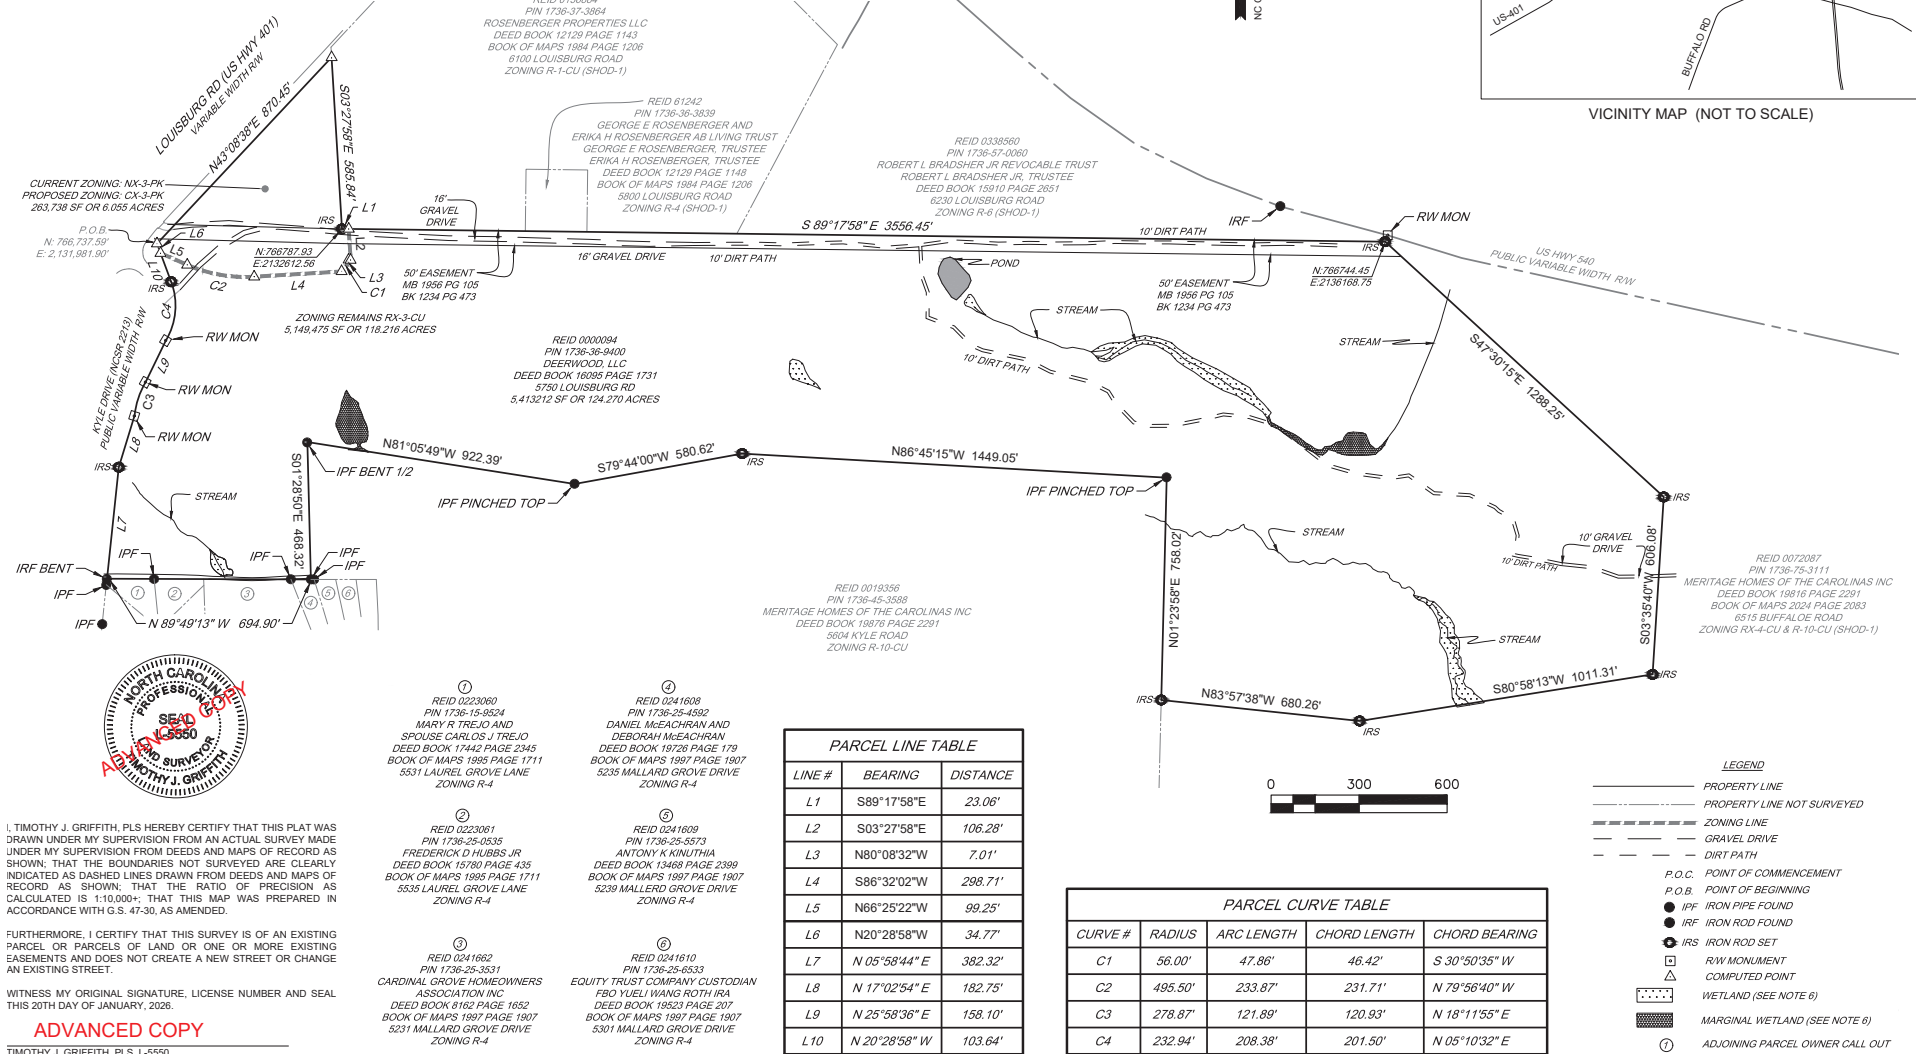 REID 0156064
PIN 1736-37-3864
ROSENBERGER PROPERTIES LLC
DEED BOOK 12129 PAGE 1143
BOOK OF MAPS 1984 PAGE 1206
6100 LOUISBURG ROAD
ZONING R-1-CU (SHOD-1)
NC G
US-401
BUFFALO RD
VICINITY MAP (NOT TO SCALE)
LOUISBURG RD (US HWY 401)
VARIABLE WIDTH R/W
N43°08'38"E 870.45'
S03°27'58"E 585.84'
REID 61242
PIN 1736-36-3839
GEORGE E ROSENBERGER AND
ERIKA H ROSENBERGER AB LIVING TRUST
GEORGE E ROSENBERGER, TRUSTEE
ERIKA H ROSENBERGER, TRUSTEE
DEED BOOK 12129 PAGE 1148
BOOK OF MAPS 1984 PAGE 1206
5800 LOUISBURG ROAD
ZONING R-4 (SHOD-1)
REID 0338560
PIN 1736-57-0060
ROBERT L BRADSHER JR REVOCABLE TRUST
ROBERT L BRADSHER JR, TRUSTEE
DEED BOOK 15910 PAGE 2651
6230 LOUISBURG ROAD
ZONING R-6 (SHOD-1)
CURRENT ZONING: NX-3-PK
PROPOSED ZONING: CX-3-PK
263,738 SF OR 6.055 ACRES
P.O.B.
N: 766,737.59'
E: 2,131,981.90'
L6
L5
L10
IRS
C2
L4
IRS
L1
L2
L3
C1
N:766787.93
E:2132612.56
16'
GRAVEL
DRIVE
S 89°17'58" E 3556.45'
10' DIRT PATH
16' GRAVEL DRIVE
10' DIRT PATH
50' EASEMENT
MB 1956 PG 105
BK 1234 PG 473
POND
IRF
RW MON
IRS
N:766744.45
E:2136168.75
50' EASEMENT
MB 1956 PG 105
BK 1234 PG 473
US HWY 540
PUBLIC VARIABLE WIDTH R/W
ZONING REMAINS RX-3-CU
5,149,475 SF OR 118.216 ACRES
C4
RW MON
L9
RW MON
C3
RW MON
L8
IRS
KYLE DRIVE (NCSR 2213)
PUBLIC VARIABLE WIDTH R/W
REID 0000094
PIN 1736-36-9400
DEERWOOD, LLC
DEED BOOK 16095 PAGE 1731
5750 LOUISBURG RD
5,413212 SF OR 124.270 ACRES
STREAM
10' DIRT PATH
STREAM
S47°30'15"E 1288.25'
N81°05'49"W 922.39'
S79°44'00"W 580.62'
N86°45'15"W 1449.05'
IPF BENT 1/2
IRS
IPF PINCHED TOP
IPF PINCHED TOP
S01°28'50"E 468.32'
STREAM
L7
IPF
IPF
IPF
IPF
IRF BENT
IPF
IPF
1
2
3
4
5
6
N 89°49'13" W 694.90'
IRS
STREAM
10' GRAVEL
DRIVE
10' DIRT PATH
S03°35'40"W 606.08'
REID 0072087
PIN 1736-75-3111
MERITAGE HOMES OF THE CAROLINAS INC
DEED BOOK 19816 PAGE 2291
BOOK OF MAPS 2024 PAGE 2083
6515 BUFFALOE ROAD
ZONING RX-4-CU & R-10-CU (SHOD-1)
REID 0019356
PIN 1736-45-3588
MERITAGE HOMES OF THE CAROLINAS INC
DEED BOOK 19876 PAGE 2291
5604 KYLE ROAD
ZONING R-10-CU
N01°23'58"E 758.02'
STREAM
IRS
N83°57'38"W 680.26'
IRS
S80°58'13"W 1011.31'
IRS
NORTH CAROLINA
PROFESSIONAL
SEAL
L-5550
LAND SURVEYOR
TIMOTHY J. GRIFFITH
ADVANCED COPY
1
REID 0223060
PIN 1736-15-9524
MARY R TREJO AND
SPOUSE CARLOS J TREJO
DEED BOOK 17442 PAGE 2345
BOOK OF MAPS 1995 PAGE 1711
5531 LAUREL GROVE LANE
ZONING R-4
2
REID 0223061
PIN 1736-25-0535
FREDERICK D HUBBS JR
DEED BOOK 15780 PAGE 435
BOOK OF MAPS 1995 PAGE 1711
5535 LAUREL GROVE LANE
ZONING R-4
3
REID 0241662
PIN 1736-25-3531
CARDINAL GROVE HOMEOWNERS
ASSOCIATION INC
DEED BOOK 8162 PAGE 1652
BOOK OF MAPS 1997 PAGE 1907
5231 MALLARD GROVE DRIVE
ZONING R-4
4
REID 0241608
PIN 1736-25-4592
DANIEL McEACHRAN AND
DEBORAH McEACHRAN
DEED BOOK 19726 PAGE 179
BOOK OF MAPS 1997 PAGE 1907
5235 MALLARD GROVE DRIVE
ZONING R-4
5
REID 0241609
PIN 1736-25-5573
ANTONY K KINUTHIA
DEED BOOK 13468 PAGE 2399
BOOK OF MAPS 1997 PAGE 1907
5239 MALLERD GROVE DRIVE
ZONING R-4
6
REID 0241610
PIN 1736-25-6533
EQUITY TRUST COMPANY CUSTODIAN
FBO YUELI WANG ROTH IRA
DEED BOOK 19523 PAGE 207
BOOK OF MAPS 1997 PAGE 1907
5301 MALLARD GROVE DRIVE
ZONING R-4
I, TIMOTHY J. GRIFFITH, PLS HEREBY CERTIFY THAT THIS PLAT WAS
DRAWN UNDER MY SUPERVISION FROM AN ACTUAL SURVEY MADE
UNDER MY SUPERVISION FROM DEEDS AND MAPS OF RECORD AS
SHOWN; THAT THE BOUNDARIES NOT SURVEYED ARE CLEARLY
INDICATED AS DASHED LINES DRAWN FROM DEEDS AND MAPS OF
RECORD AS SHOWN; THAT THE RATIO OF PRECISION AS
CALCULATED IS 1:10,000+; THAT THIS MAP WAS PREPARED IN
ACCORDANCE WITH G.S. 47-30, AS AMENDED.
FURTHERMORE, I CERTIFY THAT THIS SURVEY IS OF AN EXISTING
PARCEL OR PARCELS OF LAND OR ONE OR MORE EXISTING
EASEMENTS AND DOES NOT CREATE A NEW STREET OR CHANGE
AN EXISTING STREET.
WITNESS MY ORIGINAL SIGNATURE, LICENSE NUMBER AND SEAL
THIS 20TH DAY OF JANUARY, 2026.
ADVANCED COPY
TIMOTHY J. GRIFFITH, PLS, L-5550
PARCEL LINE TABLE
LINE # BEARING DISTANCE
L1 S89°17'58"E 23.06'
L2 S03°27'58"E 106.28'
L3 N80°08'32"W 7.01'
L4 S86°32'02"W 298.71'
L5 N66°25'22"W 99.25'
L6 N20°28'58"W 34.77'
L7 N 05°58'44" E 382.32'
L8 N 17°02'54" E 182.75'
L9 N 25°58'36" E 158.10'
L10 N 20°28'58" W 103.64'
PARCEL CURVE TABLE
CURVE # RADIUS ARC LENGTH CHORD LENGTH CHORD BEARING
C1 56.00' 47.86' 46.42' S 30°50'35" W
C2 495.50' 233.87' 231.71' N 79°56'40" W
C3 278.87' 121.89' 120.93' N 18°11'55" E
C4 232.94' 208.38' 201.50' N 05°10'32" E
0 300 600
LEGEND
PROPERTY LINE
PROPERTY LINE NOT SURVEYED
ZONING LINE
GRAVEL DRIVE
DIRT PATH
P.O.C. POINT OF COMMENCEMENT
P.O.B. POINT OF BEGINNING
IPF IRON PIPE FOUND
IRF IRON ROD FOUND
IRS IRON ROD SET
R/W MONUMENT
COMPUTED POINT
WETLAND (SEE NOTE 6)
MARGINAL WETLAND (SEE NOTE 6)
1 ADJOINING PARCEL OWNER CALL OUT